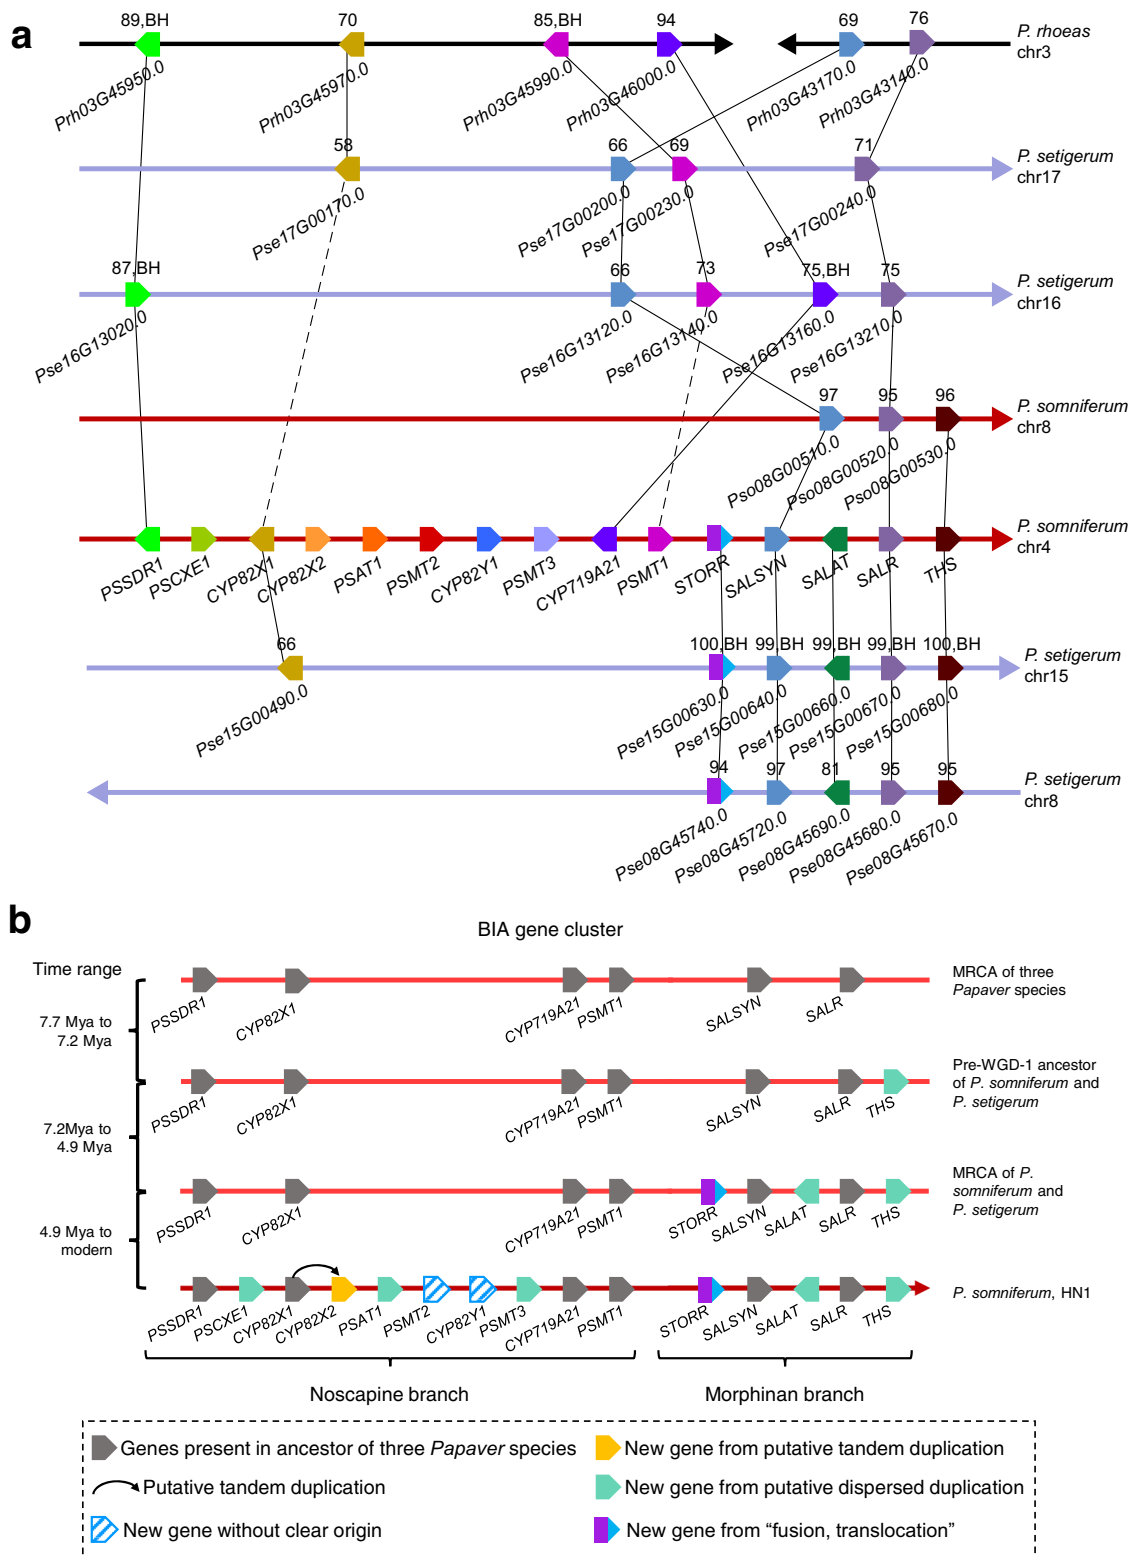 a
89,BH 70 85,BH 94 69 76
P. rhoeas
chr3
Prh03G45950.0 Prh03G45970.0 Prh03G45990.0 Prh03G46000.0 Prh03G43170.0 Prh03G43140.0
58 66 69 71
P. setigerum
chr17
Pse17G00170.0 Pse17G00200.0 Pse17G00230.0 Pse17G00240.0
87,BH 66 73 75,BH 75
P. setigerum
chr16
Pse16G13020.0 Pse16G13120.0 Pse16G13140.0 Pse16G13160.0 Pse16G13210.0
97 95 96
P. somniferum
chr8
Pso08G00510.0 Pso08G00520.0 Pso08G00530.0
P. somniferum
chr4
PSSDR1 PSCXE1 CYP82X1 CYP82X2 PSAT1 PSMT2 CYP82Y1 PSMT3 CYP719A21 PSMT1 STORR SALSYN SALAT SALR THS
66 100,BH 99,BH 99,BH 99,BH 100,BH
P. setigerum
chr15
Pse15G00490.0 Pse15G00630.0 Pse15G00640.0 Pse15G00660.0 Pse15G00670.0 Pse15G00680.0
94 97 81 95 95
P. setigerum
chr8
Pse08G45740.0 Pse08G45720.0 Pse08G45690.0 Pse08G45680.0 Pse08G45670.0
b
BIA gene cluster
Time range
MRCA of three
Papaver species
PSSDR1 CYP82X1 CYP719A21 PSMT1 SALSYN SALR
7.7 Mya to
7.2 Mya
Pre-WGD-1 ancestor
of P. somniferum and
P. setigerum
PSSDR1 CYP82X1 CYP719A21 PSMT1 SALSYN SALR THS
7.2Mya to
4.9 Mya
MRCA of P.
somniferum and
P. setigerum
PSSDR1 CYP82X1 CYP719A21 PSMT1 STORR SALSYN SALAT SALR THS
4.9 Mya to
modern
P. somniferum, HN1
PSSDR1 PSCXE1 CYP82X1 CYP82X2 PSAT1 PSMT2 CYP82Y1 PSMT3 CYP719A21 PSMT1 STORR SALSYN SALAT SALR THS
Noscapine branch Morphinan branch
Genes present in ancestor of three Papaver species
New gene from putative tandem duplication
Putative tandem duplication
New gene from putative dispersed duplication
New gene without clear origin
New gene from “fusion, translocation”